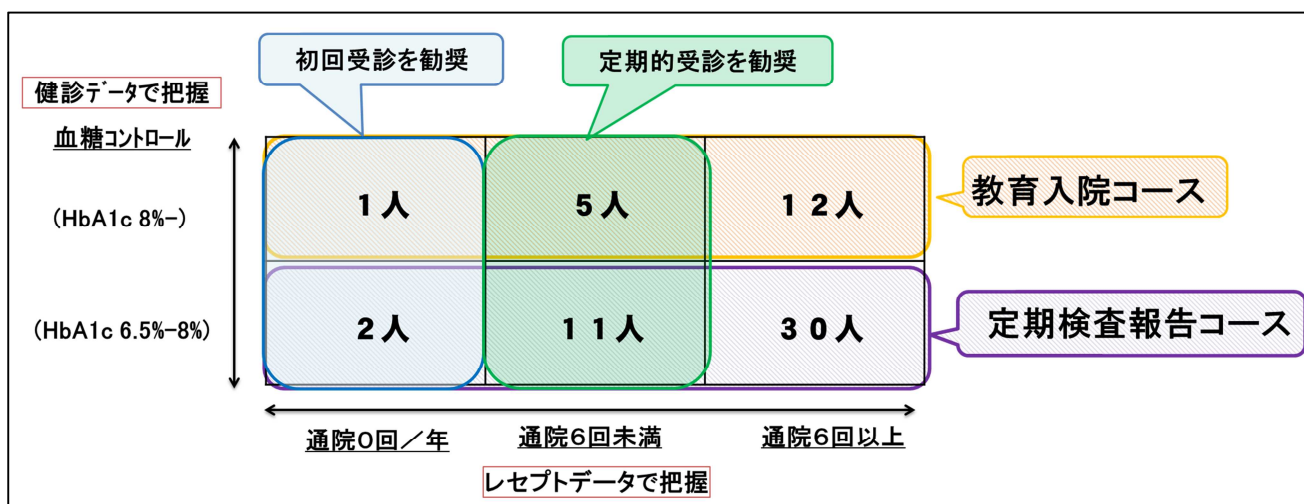 初回受診を勧奨
定期的受診を勧奨
健診データで把握
血糖コントロール
(HbA1c 8%-)
1人
5人
12人
教育入院コース
(HbA1c 6.5%-8%)
2人
11人
30人
定期検査報告コース
通院0回/年
通院6回未満
通院6回以上
レセプトデータで把握